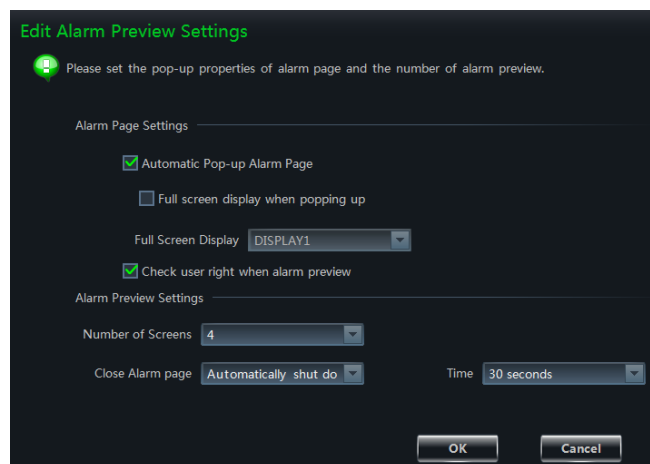 Edit Alarm Preview Settings
Please set the pop-up properties of alarm page and the number of alarm preview.
Alarm Page Settings
Automatic Pop-up Alarm Page
Full screen display when popping up
Full Screen Display DISPLAY1
Check user right when alarm preview
Alarm Preview Settings
Number of Screens 4
Close Alarm page Automatically shut do Time 30 seconds
OK Cancel